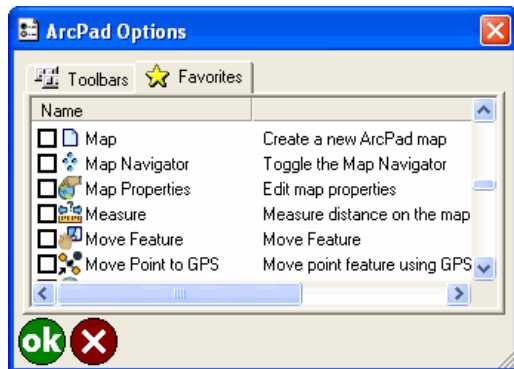 ArcPad Options
Toolbars Favorites
Name
Map Create a new ArcPad map
Map Navigator Toggle the Map Navigator
Map Properties Edit map properties
Measure Measure distance on the map
Move Feature Move Feature
Move Point to GPS Move point feature using GPS
ok